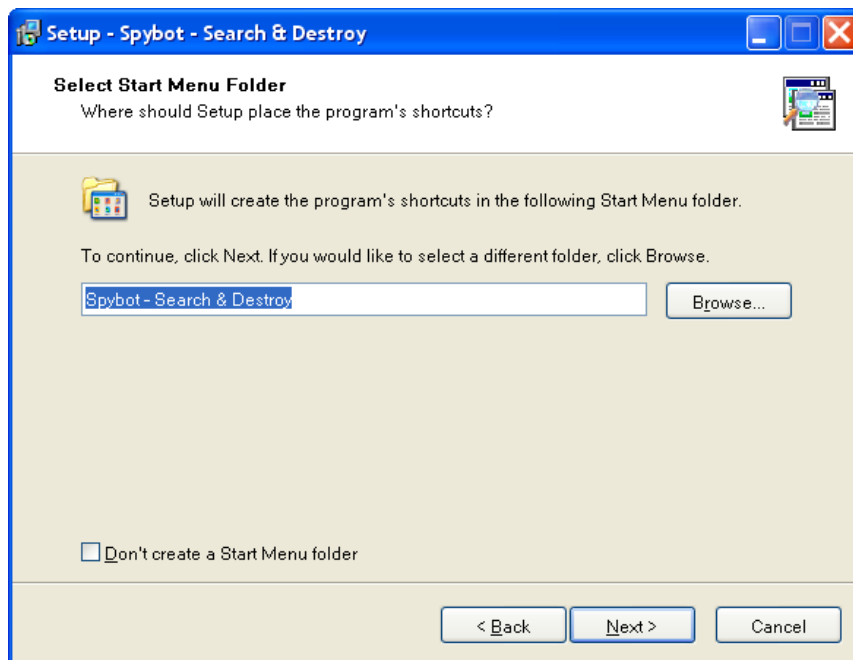 Setup - Spybot - Search & Destroy
Select Start Menu Folder
Where should Setup place the program's shortcuts?
Setup will create the program's shortcuts in the following Start Menu folder.
To continue, click Next. If you would like to select a different folder, click Browse.
Spybot - Search & Destroy
Browse...
Don't create a Start Menu folder
< Back
Next >
Cancel